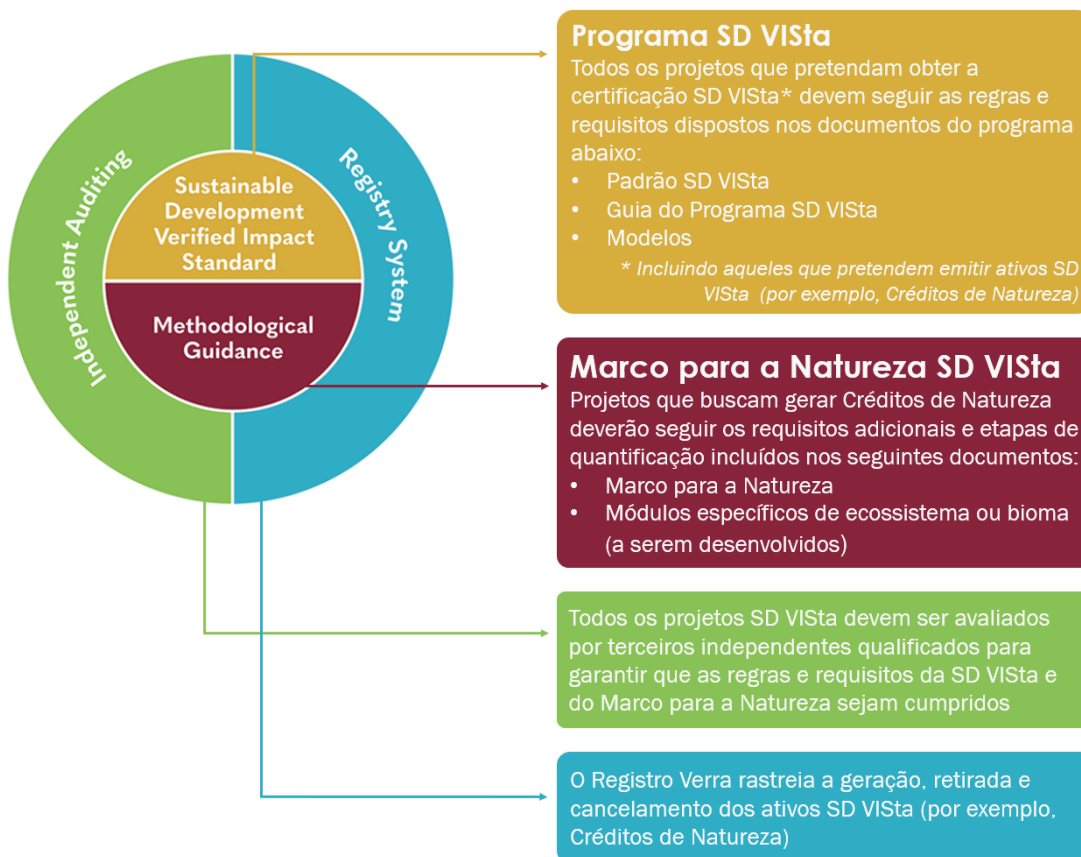 Independent Auditing
Registry System
Sustainable
Development
Verified Impact
Standard
Methodological
Guidance
Programa SD VISta
Todos os projetos que pretendam obter a
certificação SD VISta* devem seguir as regras e
requisitos dispostos nos documentos do programa
abaixo:
• Padrão SD VISta
• Guia do Programa SD VISta
• Modelos
* Incluindo aqueles que pretendem emitir ativos SD
VISta (por exemplo, Créditos de Natureza)
Marco para a Natureza SD VISta
Projetos que buscam gerar Créditos de Natureza
deverão seguir os requisitos adicionais e etapas de
quantificação incluídos nos seguintes documentos:
• Marco para a Natureza
• Módulos específicos de ecossistema ou bioma
(a serem desenvolvidos)
Todos os projetos SD VISta devem ser avaliados
por terceiros independentes qualificados para
garantir que as regras e requisitos da SD VISta e
do Marco para a Natureza sejam cumpridos
O Registro Verra rastreia a geração, retirada e
cancelamento dos ativos SD VISta (por exemplo,
Créditos de Natureza)